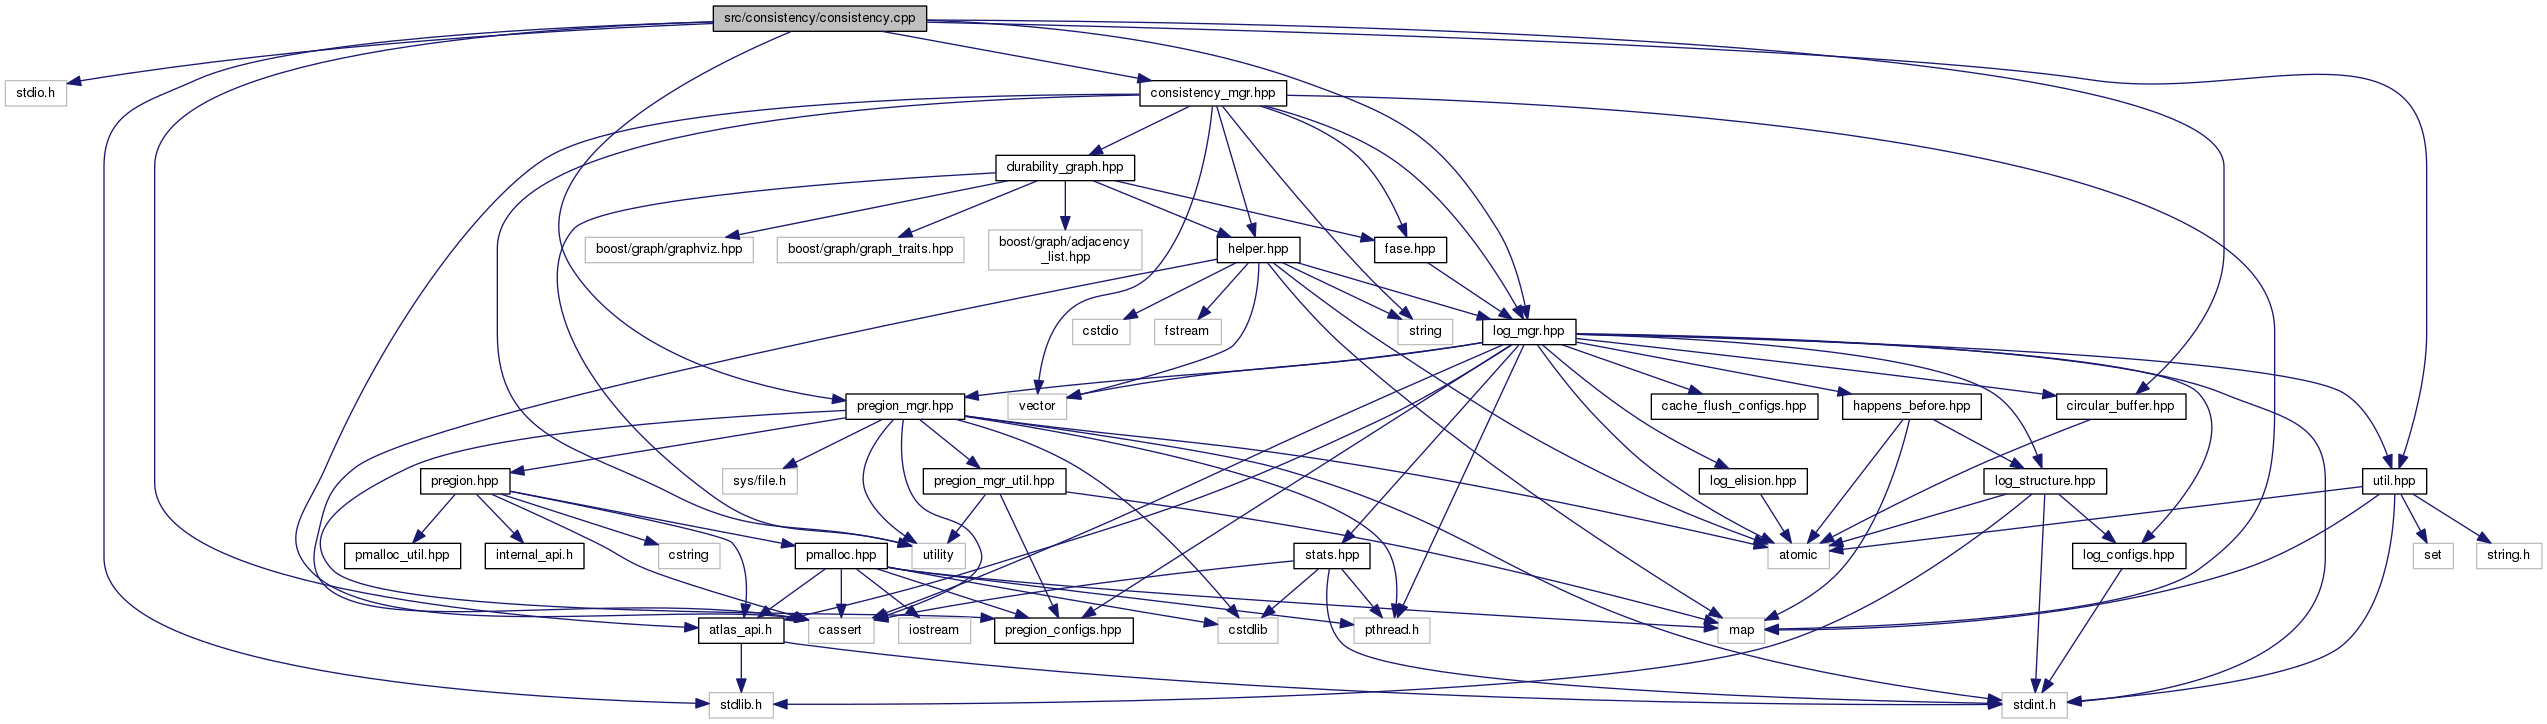 src/consistency/consistency.cpp
stdio.h
consistency_mgr.hpp
durability_graph.hpp
boost/graph/graphviz.hpp
boost/graph/graph_traits.hpp
boost/graph/adjacency
_list.hpp
helper.hpp
fase.hpp
cstdio
fstream
string
log_mgr.hpp
pregion_mgr.hpp
vector
cache_flush_configs.hpp
happens_before.hpp
circular_buffer.hpp
pregion.hpp
sys/file.h
pregion_mgr_util.hpp
log_elision.hpp
log_structure.hpp
util.hpp
pmalloc_util.hpp
internal_api.h
cstring
pmalloc.hpp
utility
stats.hpp
atomic
log_configs.hpp
set
string.h
atlas_api.h
cassert
iostream
pregion_configs.hpp
cstdlib
pthread.h
map
stdlib.h
stdint.h